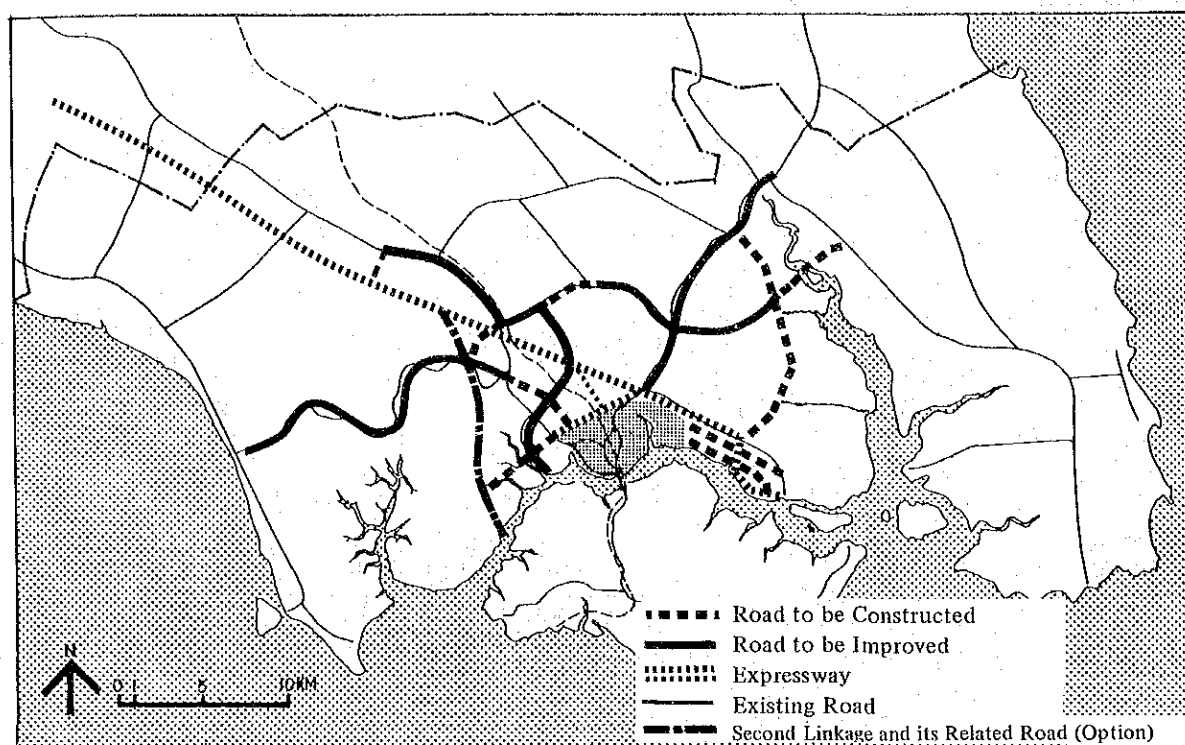 Road to be Constructed
Road to be Improved
Expressway
Existing Road
Second Linkage and its Related Road (Option)
N
0 1 5 10KM